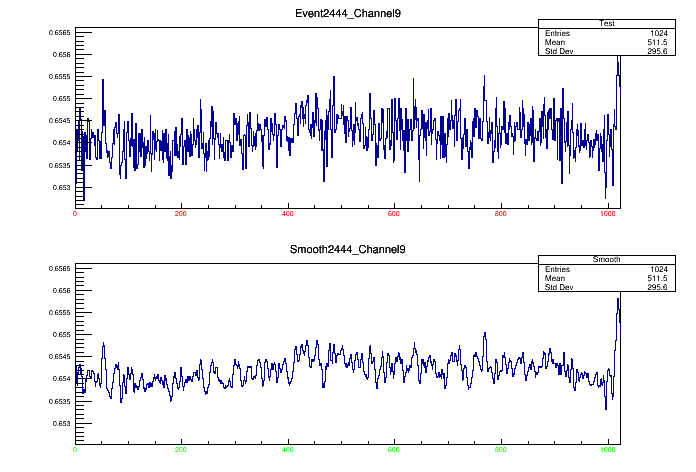 Event2444_Channel9
Test
Entries 1024
Mean 511.5
Std Dev 295.6
0.6565
0.656
0.6555
0.655
0.6545
0.654
0.6535
0.653
0 200 400 600 800 1000
Smooth2444_Channel9
Smooth
Entries 1024
Mean 511.5
Std Dev 295.6
0.6565
0.656
0.6555
0.655
0.6545
0.654
0.6535
0.653
0 200 400 600 800 1000